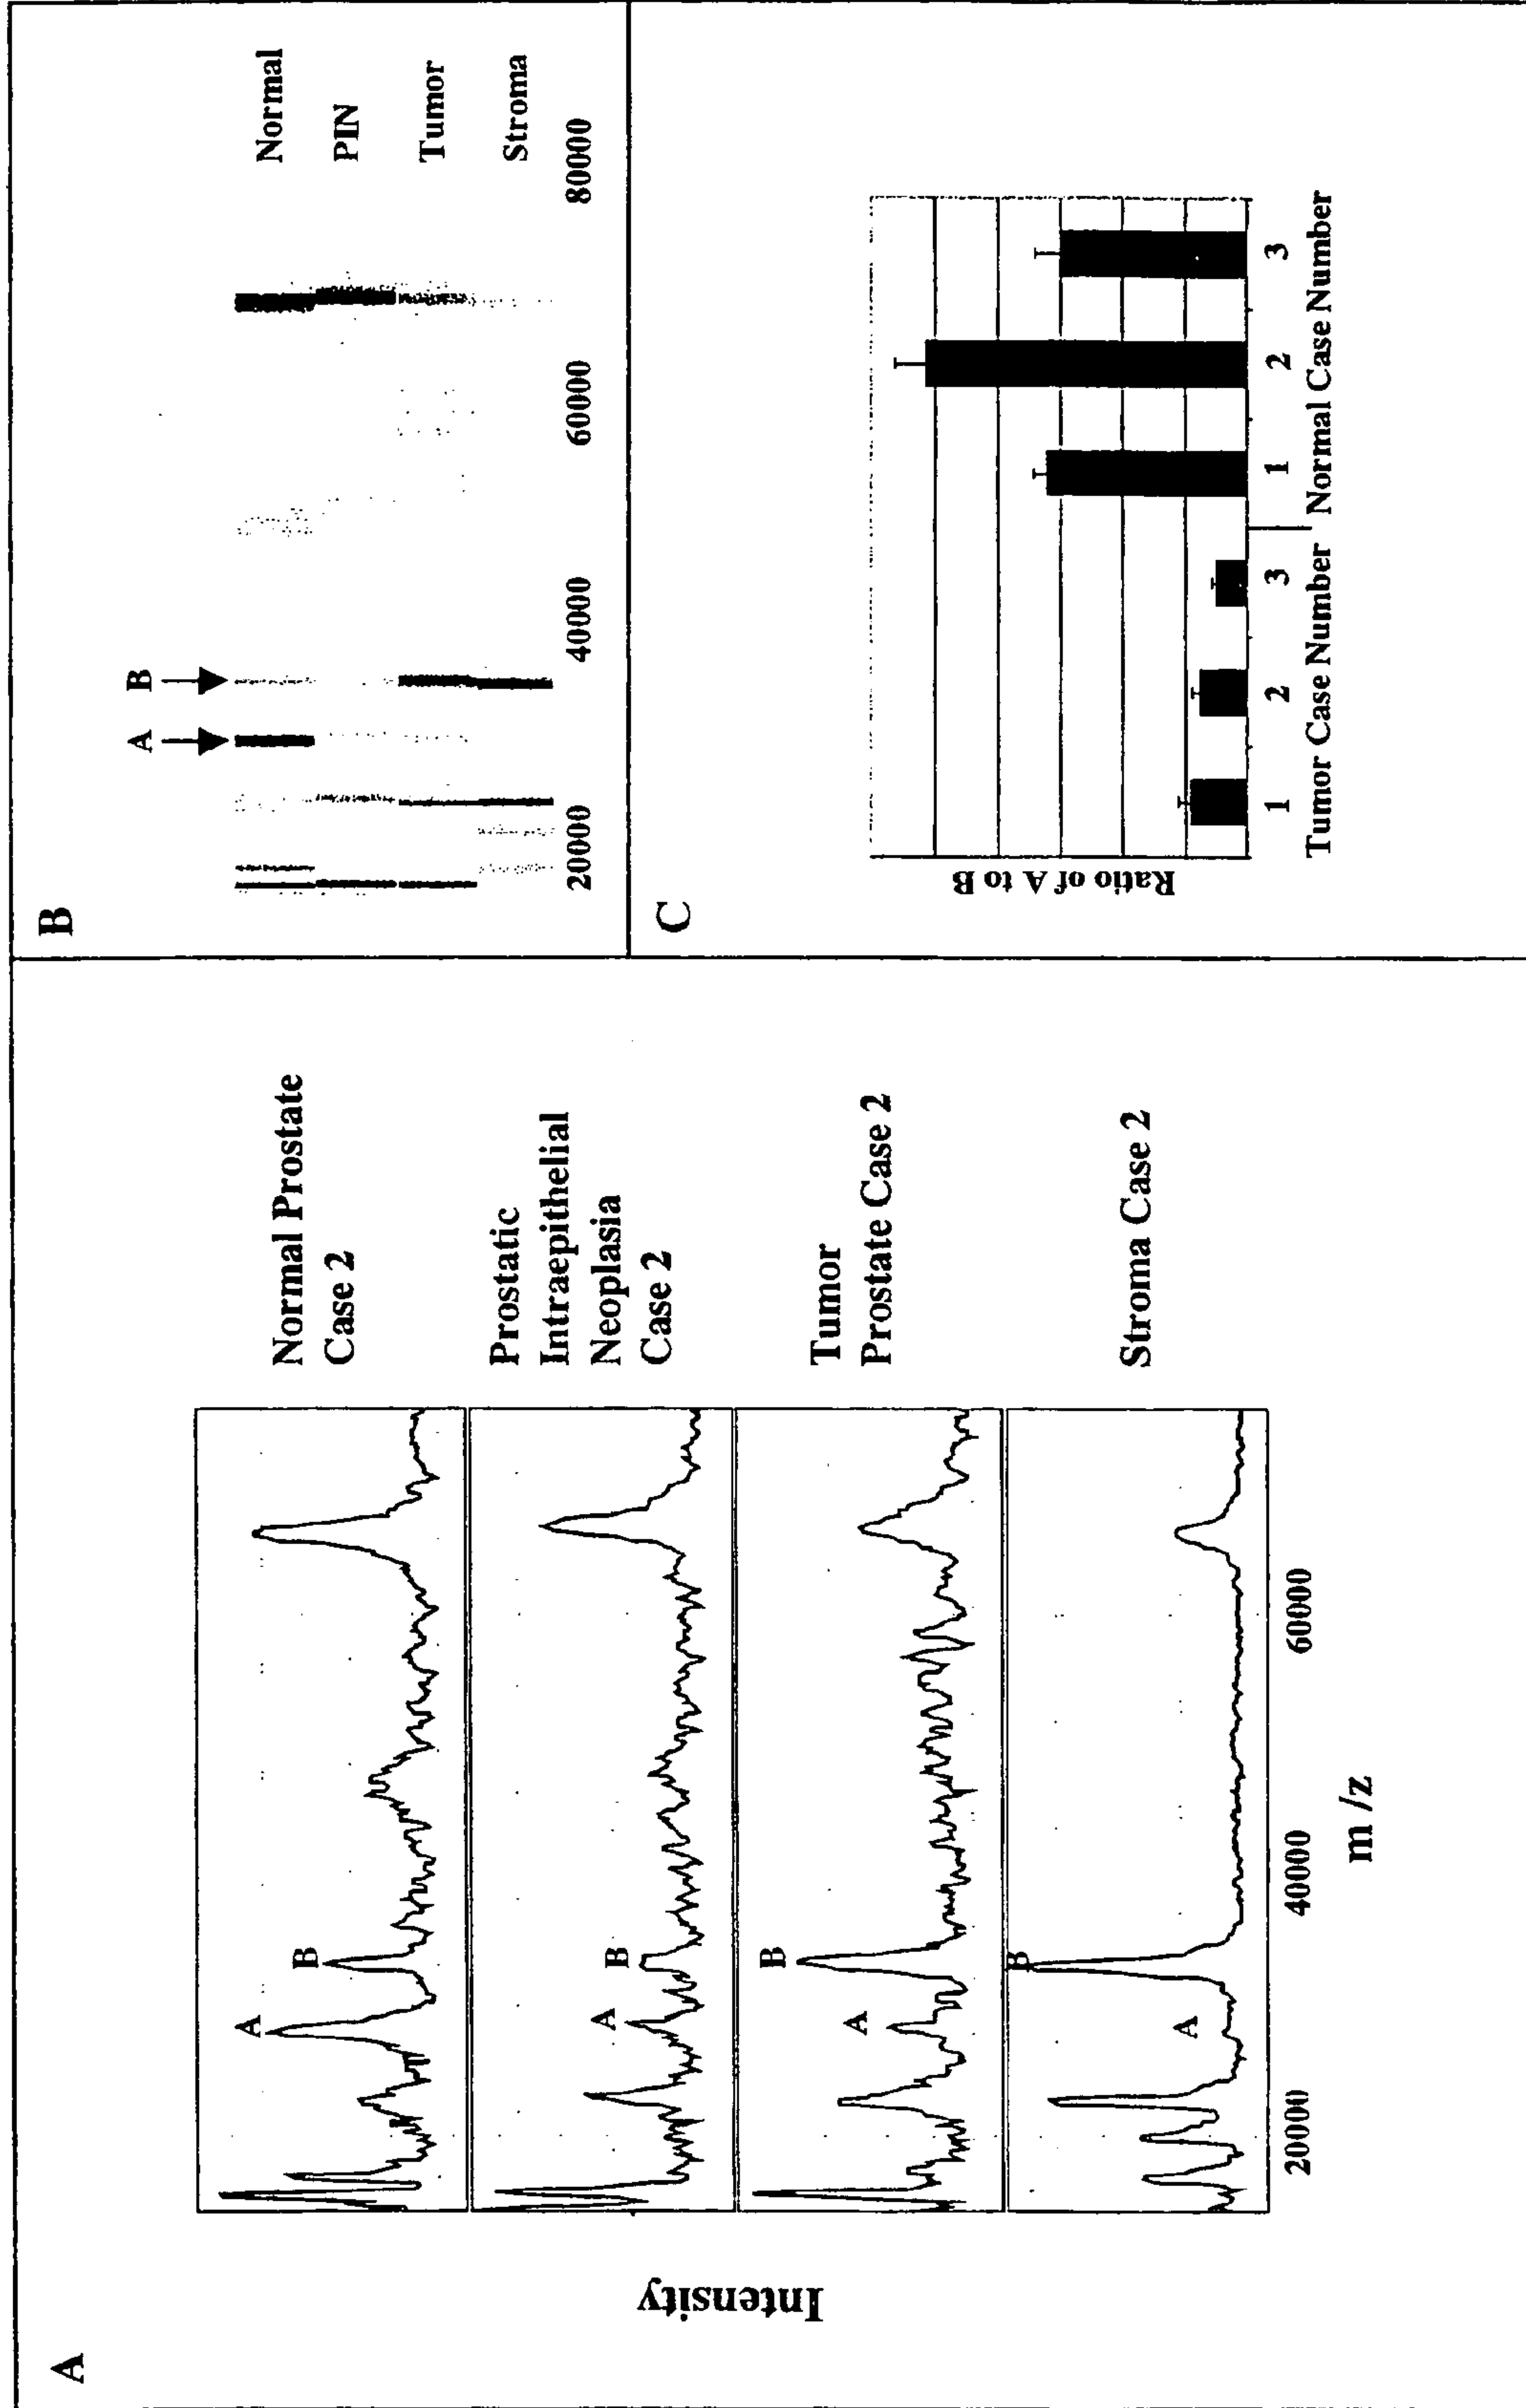 A
Intensity
A
B
Normal Prostate
Case 2
A
B
Prostatic
Intraepithelial
Neoplasia
Case 2
A
B
Tumor
Prostate Case 2
A
B
Stroma Case 2
20000
40000
60000
m /z
B
A
B
Normal
PIN
Tumor
Stroma
20000
40000
60000
80000
C
Ratio of A to B
1
2
3
1
2
3
Tumor Case Number
Normal Case Number